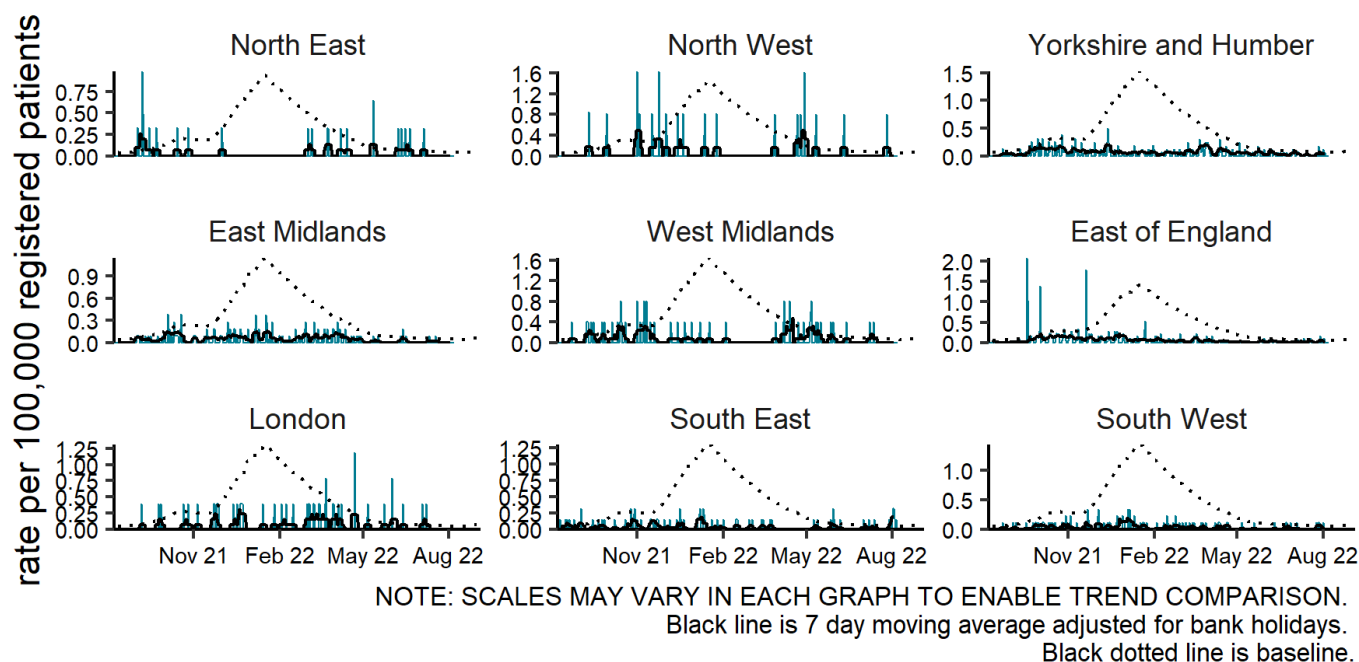 rate per 100,000 registered patients
North East
0.75
0.50
0.25
0.00
North West
1.6
1.2
0.8
0.4
0.0
Yorkshire and Humber
1.5
1.0
0.5
0.0
East Midlands
0.9
0.6
0.3
0.0
West Midlands
1.6
1.2
0.8
0.4
0.0
East of England
2.0
1.5
1.0
0.5
0.0
London
1.25
1.00
0.75
0.50
0.25
0.00
Nov 21 Feb 22 May 22 Aug 22
South East
1.25
1.00
0.75
0.50
0.25
0.00
Nov 21 Feb 22 May 22 Aug 22
South West
1.0
0.5
0.0
Nov 21 Feb 22 May 22 Aug 22
NOTE: SCALES MAY VARY IN EACH GRAPH TO ENABLE TREND COMPARISON.
Black line is 7 day moving average adjusted for bank holidays.
Black dotted line is baseline.